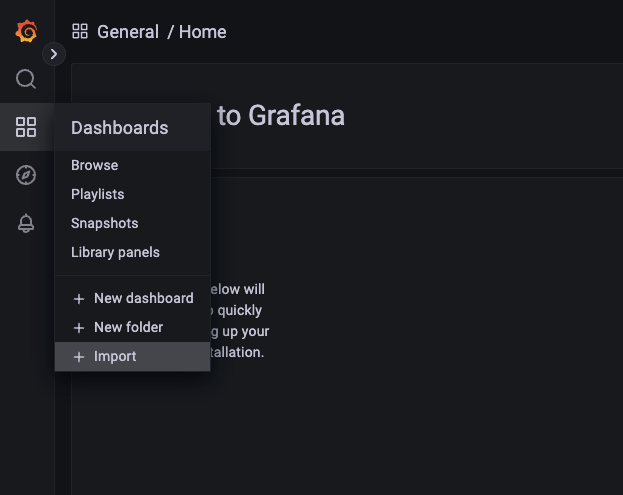 General / Home
to Grafana
Dashboards
Browse
Playlists
Snapshots
Library panels
+ New dashboard
+ New folder
+ Import
elow will
quickly
g up your
tallation.